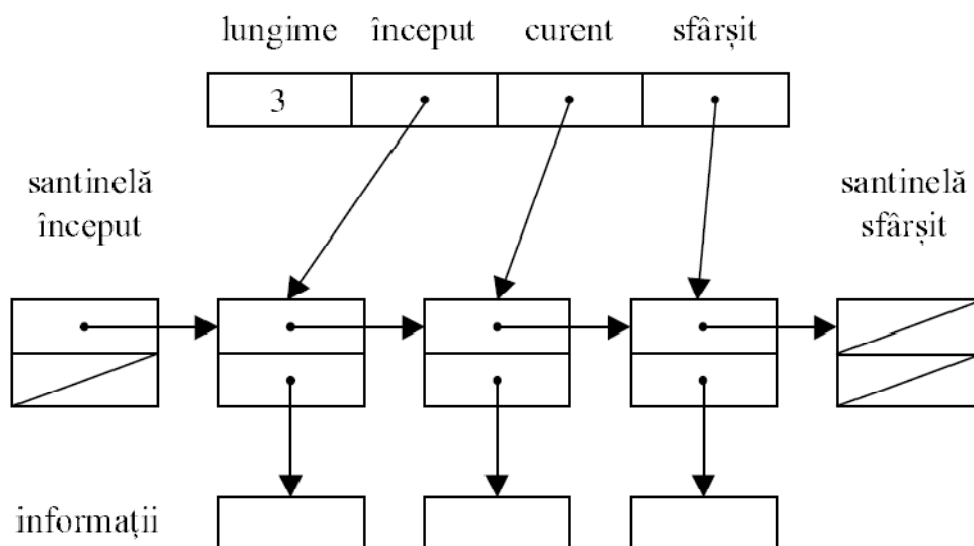 lungime început curent sfârșit
3
santinelă
început
santinelă
sfârșit
informații